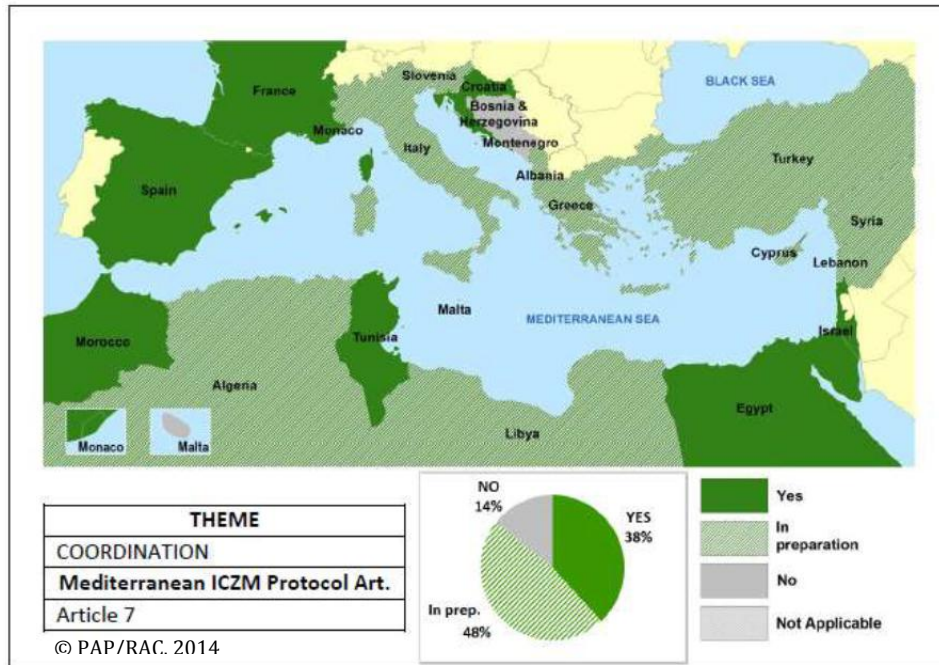 BLACK SEA
Slovenia
Croatia
France
Bosnia &
Herzegovina
Monaco
Italy
Montenegro
Turkey
Albania
Spain
Greece
Syria
Cyprus
Lebanon
Malta
MEDITERRANEAN SEA
Israel
Morocco
Tunisia
Algeria
Egypt
Libya
Monaco
Malta
THEME
COORDINATION
Mediterranean ICZM Protocol Art.
Article 7
© PAP/RAC, 2014
NO
14%
YES
38%
In prep.
48%
Yes
In
preparation
No
Not Applicable